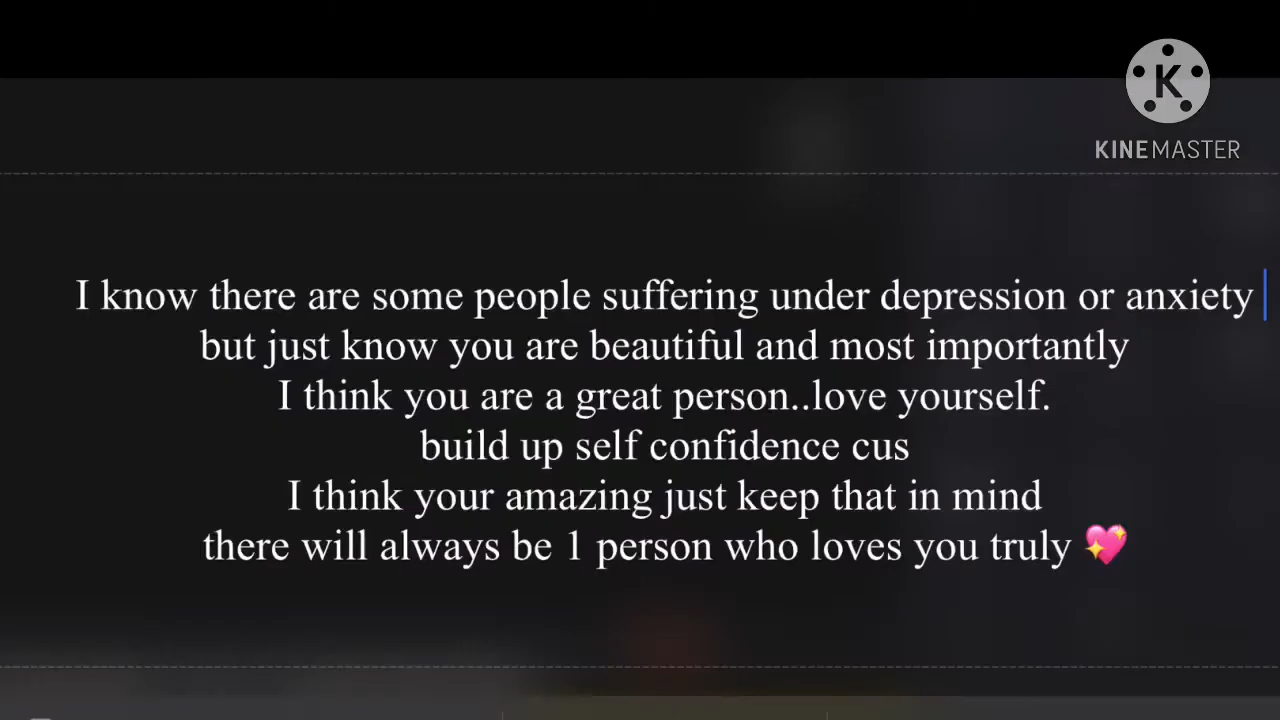 K
KINEMASTER
I know there are some people suffering under depression or anxiety
but just know you are beautiful and most importantly
I think you are a great person..love yourself.
build up self confidence cus
I think your amazing just keep that in mind
there will always be 1 person who loves you truly 💖